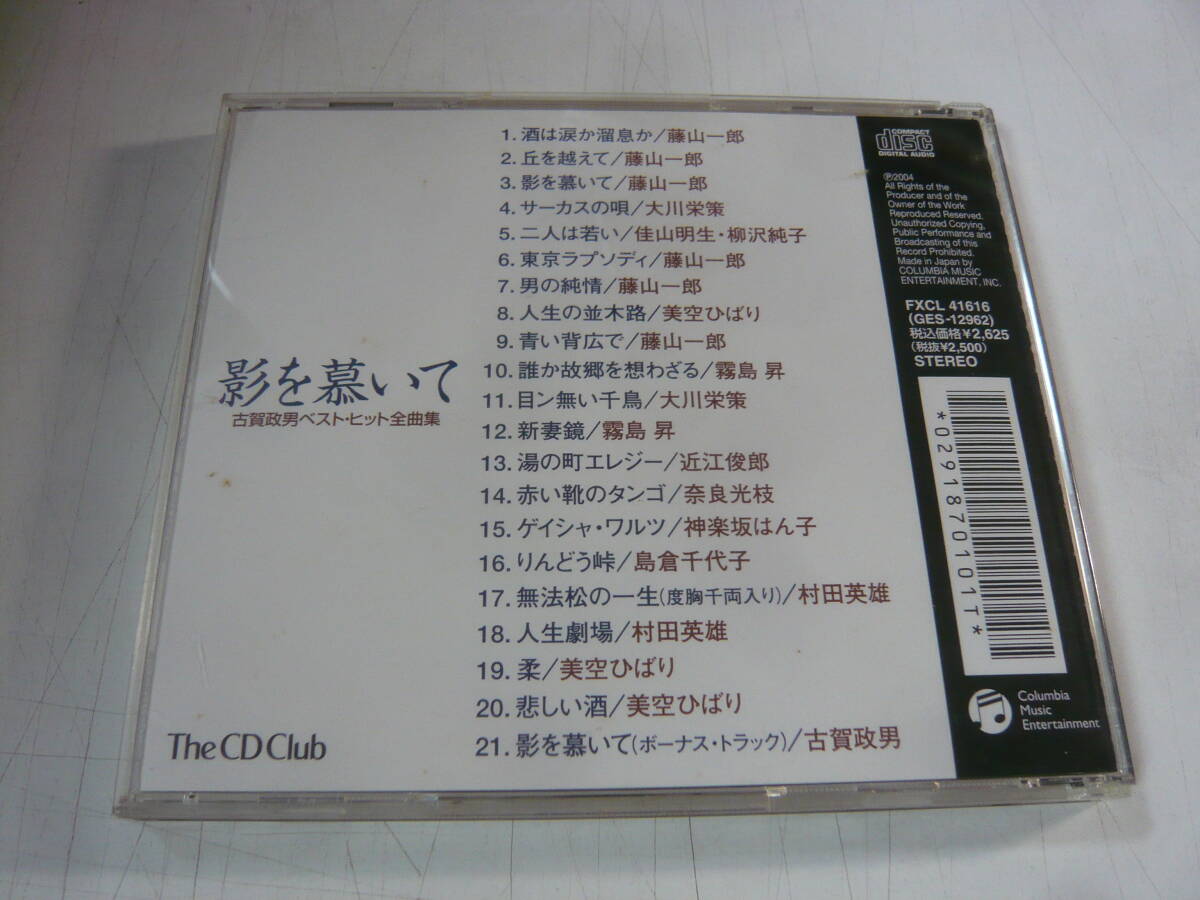 影を慕いて
古賀政男ベスト・ヒット全曲集
The CD Club
1. 酒は涙か溜息か/藤山一郎
2. 丘を越えて/藤山一郎
3. 影を慕いて/藤山一郎
4. サーカスの唄/大川栄策
5. 二人は若い/佳山明生・柳沢純子
6. 東京ラプソディ/藤山一郎
7. 男の純情/藤山一郎
8. 人生の並木路/美空ひばり
9. 青い背広で/藤山一郎
10. 誰か故郷を想わざる/霧島 昇
11. 目ン無い千鳥/大川栄策
12. 新妻鏡/霧島 昇
13. 湯の町エレジー/近江俊郎
14. 赤い靴のタンゴ/奈良光枝
15. ゲイシャ・ワルツ/神楽坂はん子
16. りんどう峠/島倉千代子
17. 無法松の一生(度胸千両入り)/村田英雄
18. 人生劇場/村田英雄
19. 柔/美空ひばり
20. 悲しい酒/美空ひばり
21. 影を慕いて(ボーナス・トラック)/古賀政男
COMPACT
disc
DIGITAL AUDIO
℗2004
All Rights of the
Producer and of the
Owner of the Work
Reproduced Reserved.
Unauthorized Copying,
Public Performance and
Broadcasting of this
Record Prohibited.
Made in Japan by
COLUMBIA MUSIC
ENTERTAINMENT, INC.
FXCL 41616
(GES-12962)
税込価格¥2,625
(税抜¥2,500)
STEREO
*0291870101T*
Columbia
Music
Entertainment